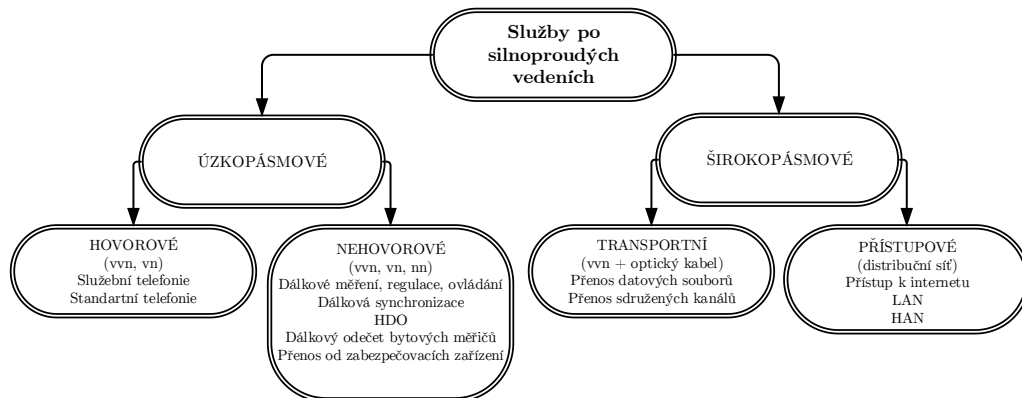 Služby po
silnoproudých
vedeních
ÚZKOPÁSMOVÉ
ŠIROKOPÁSMOVÉ
HOVOROVÉ
(vvn, vn)
Služební telefonie
Standartní telefonie
NEHOVOROVÉ
(vvn, vn, nn)
Dálkové měření, regulace, ovládání
Dálková synchronizace
HDO
Dálkový odečet bytových měřičů
Přenos od zabezpečovacích zařízení
TRANSPORTNÍ
(vvn + optický kabel)
Přenos datových souborů
Přenos sdružených kanálů
PŘÍSTUPOVÉ
(distribuční síť)
Přístup k internetu
LAN
HAN